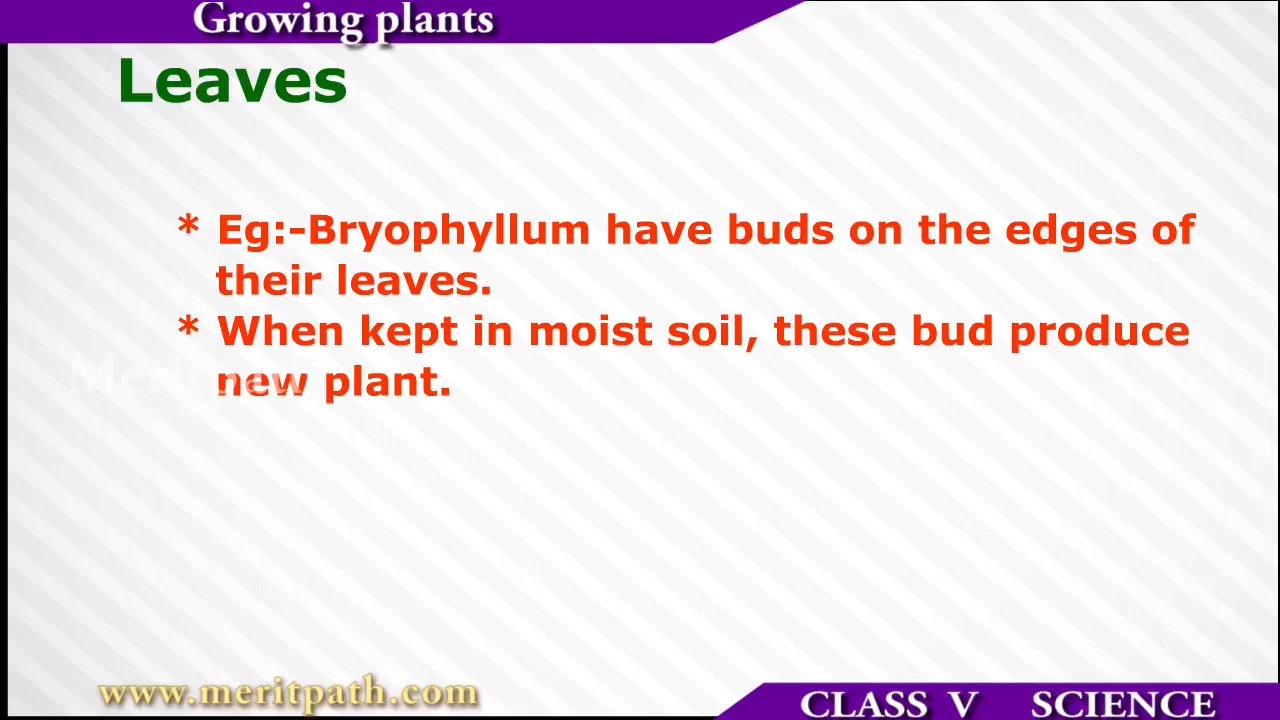 Growing plants
Leaves
* Eg:-Bryophyllum have buds on the edges of
their leaves.
* When kept in moist soil, these bud produce
new plant.
www.meritpath.com
CLASS V SCIENCE